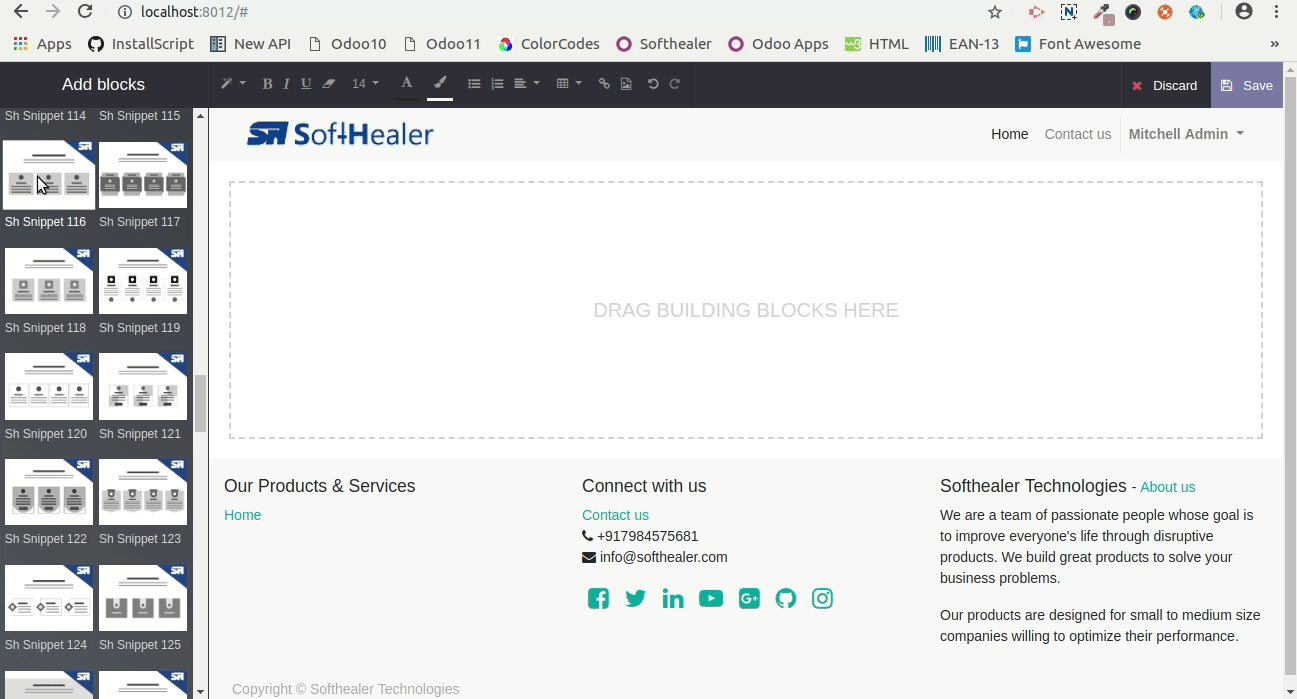 localhost:8012/#
Apps InstallScript New API Odoo10 Odoo11 ColorCodes Softhealer Odoo Apps HTML EAN-13 Font Awesome »
Add blocks
B I U 14 A
Discard Save
Sh Snippet 114 Sh Snippet 115
Sh Snippet 116 Sh Snippet 117
Sh Snippet 118 Sh Snippet 119
Sh Snippet 120 Sh Snippet 121
Sh Snippet 122 Sh Snippet 123
Sh Snippet 124 Sh Snippet 125
SoftHealer
Home Contact us Mitchell Admin
DRAG BUILDING BLOCKS HERE
Our Products & Services
Home
Connect with us
Contact us
+917984575681
info@softhealer.com
Softhealer Technologies - About us
We are a team of passionate people whose goal is
to improve everyone's life through disruptive
products. We build great products to solve your
business problems.
Our products are designed for small to medium size
companies willing to optimize their performance.
Copyright © Softhealer Technologies